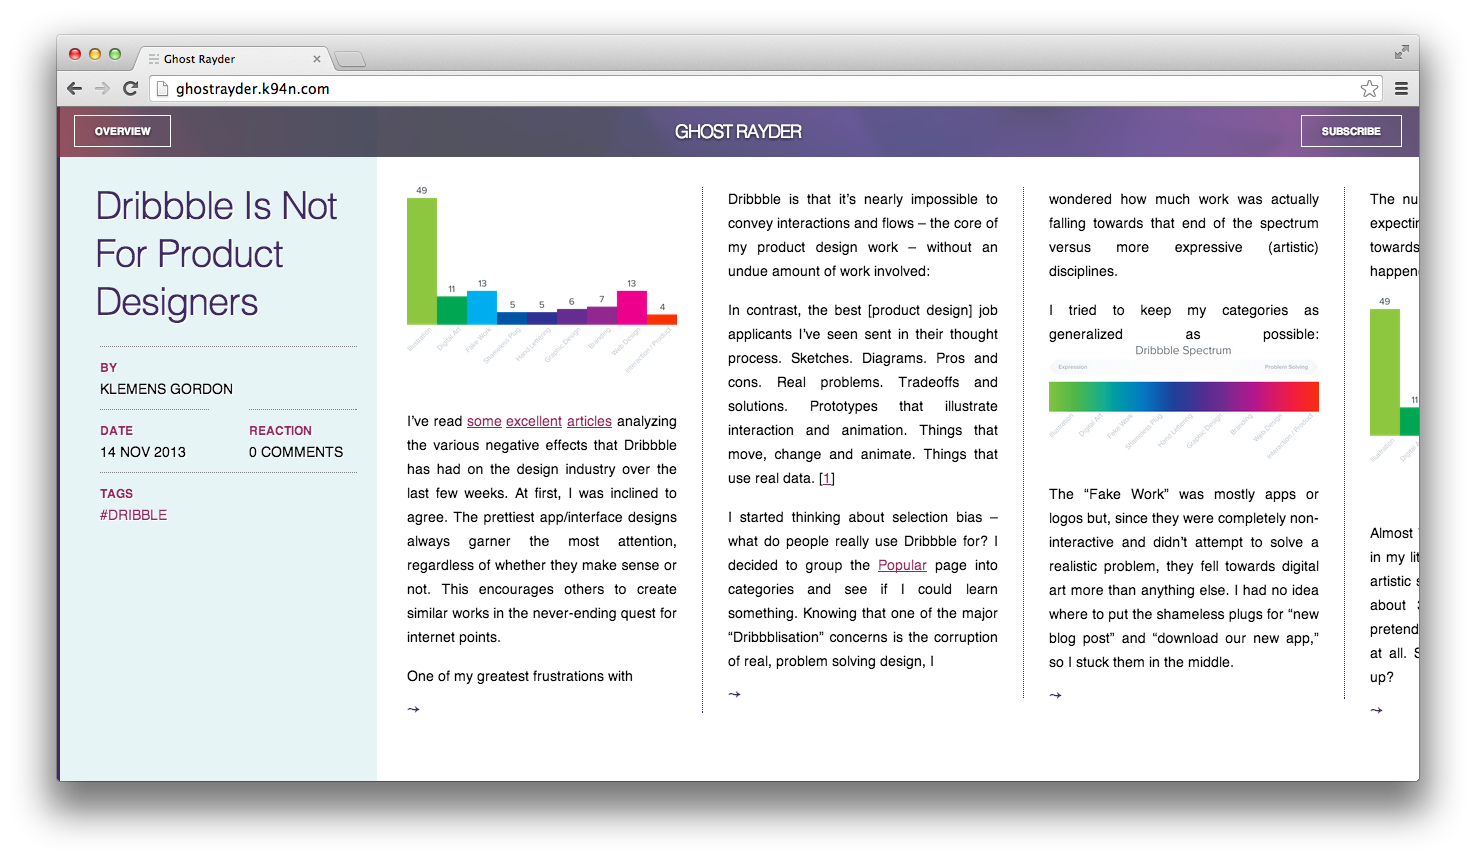 Ghost Rayder
ghostrayder.k94n.com
OVERVIEW
GHOST RAYDER
SUBSCRIBE
Dribbble Is Not
For Product
Designers
BY
KLEMENS GORDON
DATE
14 NOV 2013
REACTION
0 COMMENTS
TAGS
#DRIBBLE
49
11
13
5
5
6
7
13
4
Illustration
Digital Art
Fake Work
Shameless Plug
Hand Lettering
Graphic Design
Branding
Web Design
Interaction / Product
I've read some excellent articles analyzing
the various negative effects that Dribbble
has had on the design industry over the
last few weeks. At first, I was inclined to
agree. The prettiest app/interface designs
always garner the most attention,
regardless of whether they make sense or
not. This encourages others to create
similar works in the never-ending quest for
internet points.
One of my greatest frustrations with
⤳
Dribbble is that it's nearly impossible to
convey interactions and flows – the core of
my product design work – without an
undue amount of work involved:
In contrast, the best [product design] job
applicants I've seen sent in their thought
process. Sketches. Diagrams. Pros and
cons. Real problems. Tradeoffs and
solutions. Prototypes that illustrate
interaction and animation. Things that
move, change and animate. Things that
use real data. [1]
I started thinking about selection bias –
what do people really use Dribbble for? I
decided to group the Popular page into
categories and see if I could learn
something. Knowing that one of the major
“Dribbblisation” concerns is the corruption
of real, problem solving design, I
⤳
wondered how much work was actually
falling towards that end of the spectrum
versus more expressive (artistic)
disciplines.
I tried to keep my categories as
generalized as possible:
Dribbble Spectrum
Expression
Problem Solving
Illustration
Digital Art
Fake Work
Shameless Plug
Hand Lettering
Graphic Design
Branding
Web Design
Interaction / Product
The “Fake Work” was mostly apps or
logos but, since they were completely non-
interactive and didn't attempt to solve a
realistic problem, they fell towards digital
art more than anything else. I had no idea
where to put the shameless plugs for “new
blog post” and “download our new app,”
so I stuck them in the middle.
⤳
The nu
expectin
towards
happen
49
11
Illustration
Digital
Almost
in my lit
artistic s
about
pretend
at all. S
up?
⤳